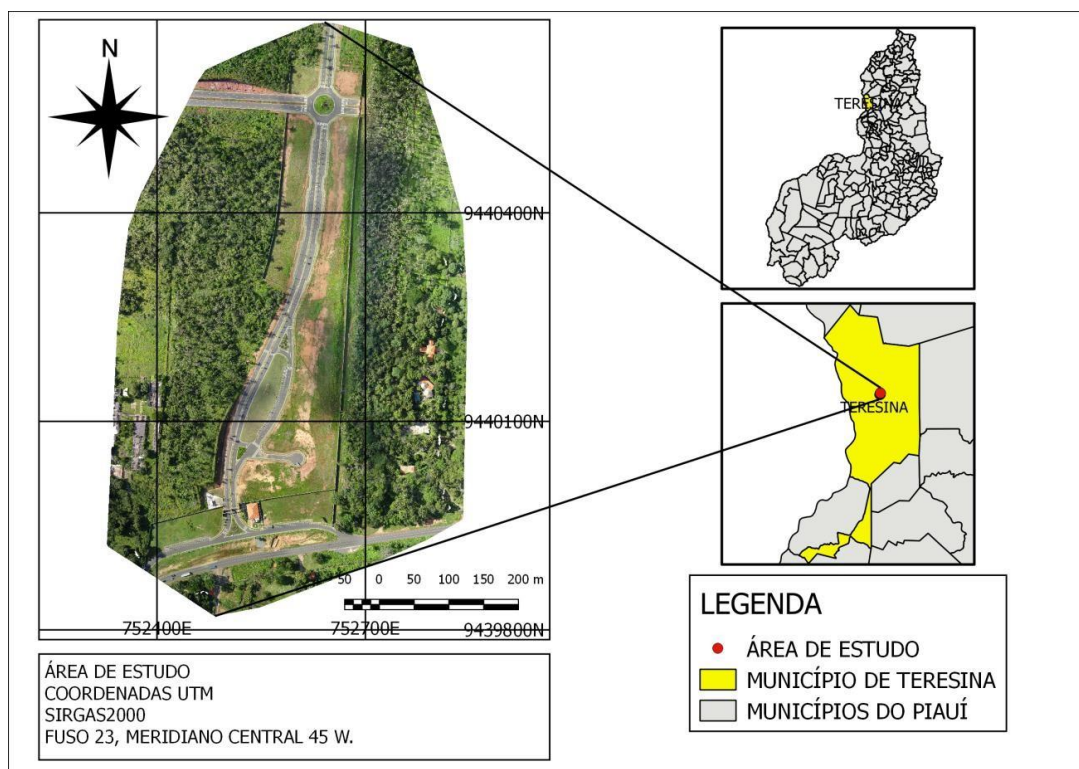 N
9440400N
9440100N
50 0 50 100 150 200 m
752400E 752700E 9439800N
ÁREA DE ESTUDO
COORDENADAS UTM
SIRGAS2000
FUSO 23, MERIDIANO CENTRAL 45 W.
TERESINA
TERESINA
LEGENDA
ÁREA DE ESTUDO
MUNICÍPIO DE TERESINA
MUNICÍPIOS DO PIAUÍ